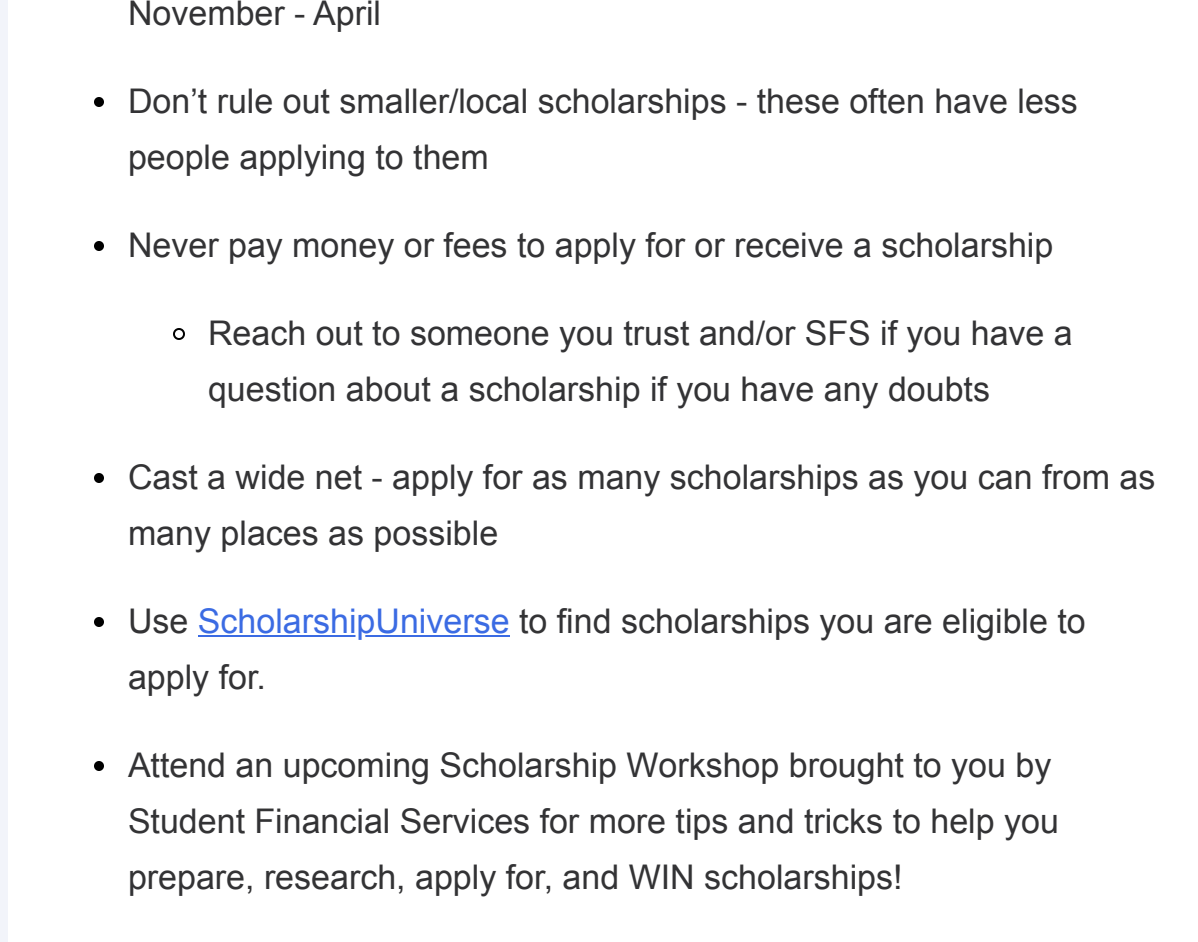 November - April
Don’t rule out smaller/local scholarships - these often have less
people applying to them
Never pay money or fees to apply for or receive a scholarship
Reach out to someone you trust and/or SFS if you have a
question about a scholarship if you have any doubts
Cast a wide net - apply for as many scholarships as you can from as
many places as possible
Use ScholarshipUniverse to find scholarships you are eligible to
apply for.
Attend an upcoming Scholarship Workshop brought to you by
Student Financial Services for more tips and tricks to help you
prepare, research, apply for, and WIN scholarships!